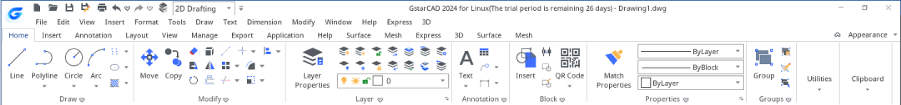 2D Drafting GstarCAD 2024 for Linux(The trial period is remaining 26 days) - Drawing1.dwg
File Edit View Insert Format Tools Draw Text Dimension Modify Window Help Express 3D
Home Insert Annotation Layout View Manage Export Application Help Surface Mesh Express 3D Surface Mesh Appearance
ByLayer
Line Polyline Circle Arc Move Copy Layer Properties Text Insert QR Code Match Properties ByBlock Group Utilities Clipboard
0 ByLayer
Draw Modify Layer Annotation Block Properties Groups